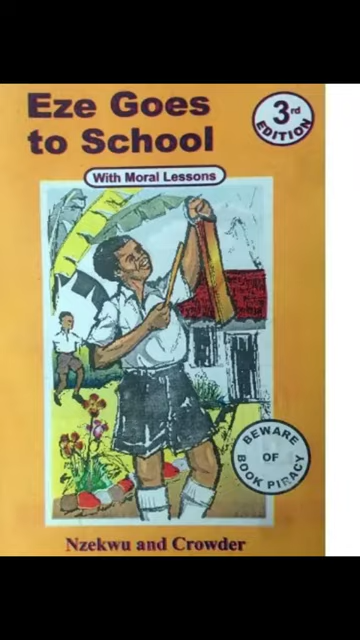 Eze Goes
to School
3rd
EDITION
With Moral Lessons
BEWARE
OF
BOOK PIRACY
Nzekwu and Crowder